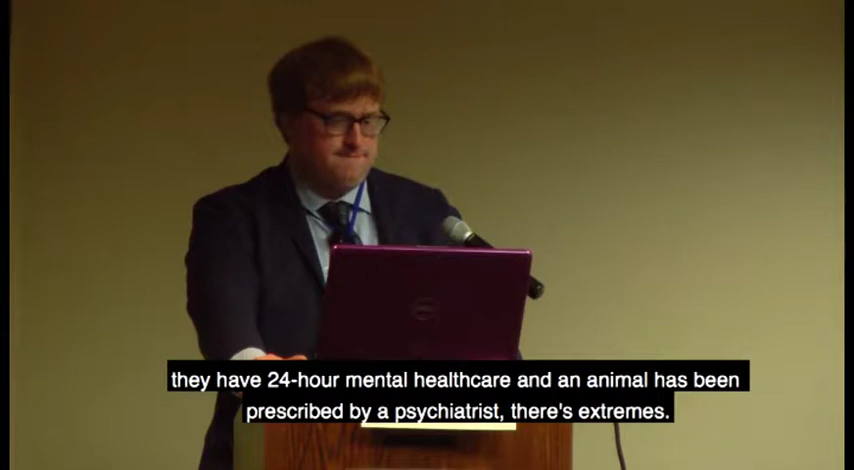 they have 24-hour mental healthcare and an animal has been
prescribed by a psychiatrist, there's extremes.